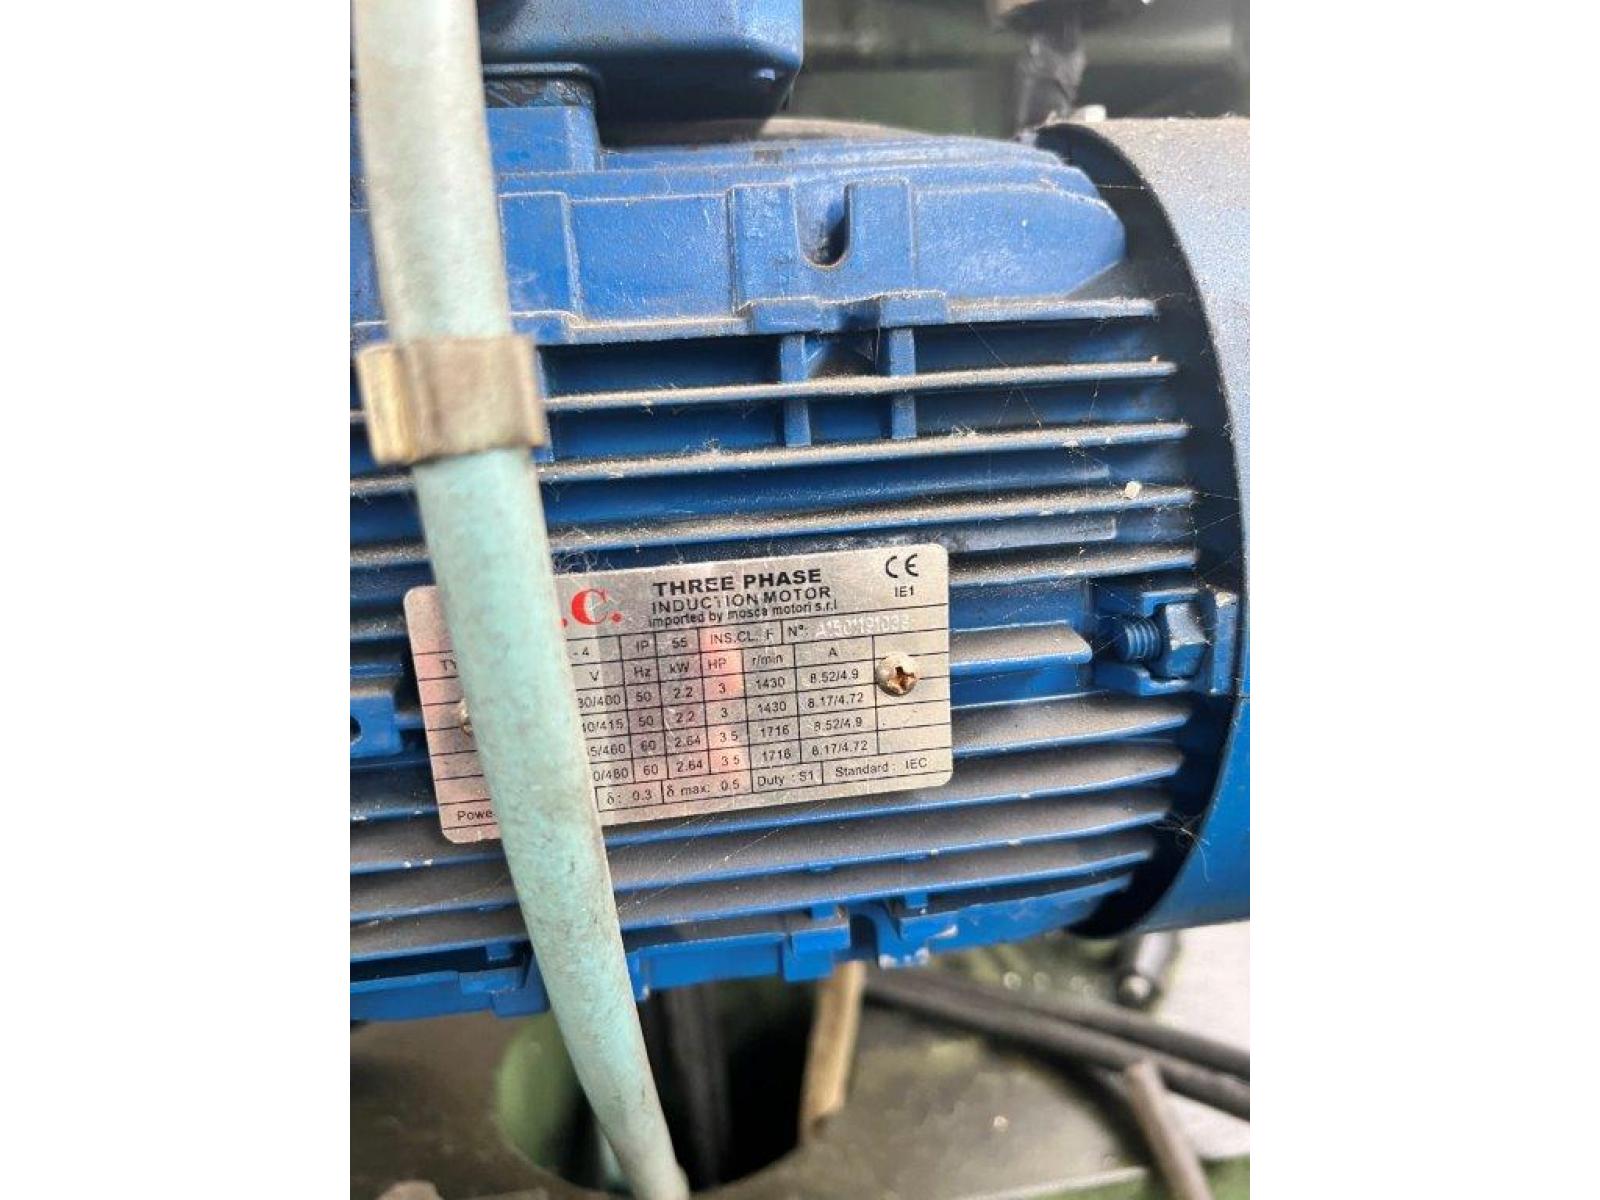 .C. THREE PHASE CE
INDUCTION MOTOR IE1
imported by mosca motori s.r.l
TY - 4 IP 55 INS.CL. F N°:
V Hz kW HP r/min A
30/400 50 2.2 3 1430 8.52/4.9
40/415 50 2.2 3 1430 8.17/4.72
5/460 60 2.64 3.5 1716 8.52/4.9
0/480 60 2.64 3.5 1716 8.17/4.72
Powe δ: 0.3 δ max: 0.5 Duty : S1 Standard : IEC